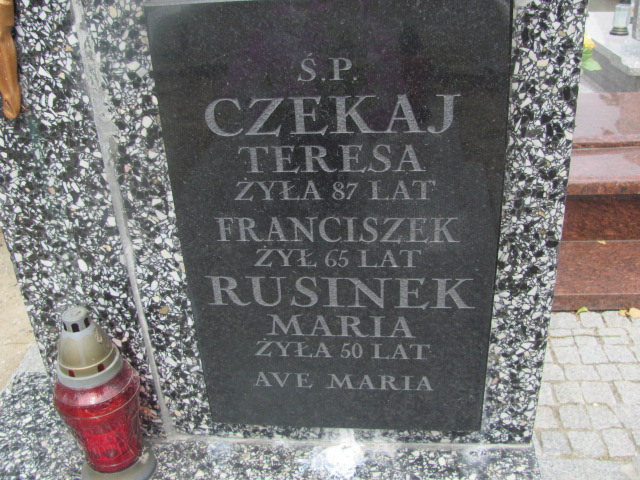 Ś.P.
CZEKAJ
TERESA
ŻYŁA 87 LAT
FRANCISZEK
ŻYŁ 65 LAT
RUSINEK
MARIA
ŻYŁA 50 LAT
AVE MARIA